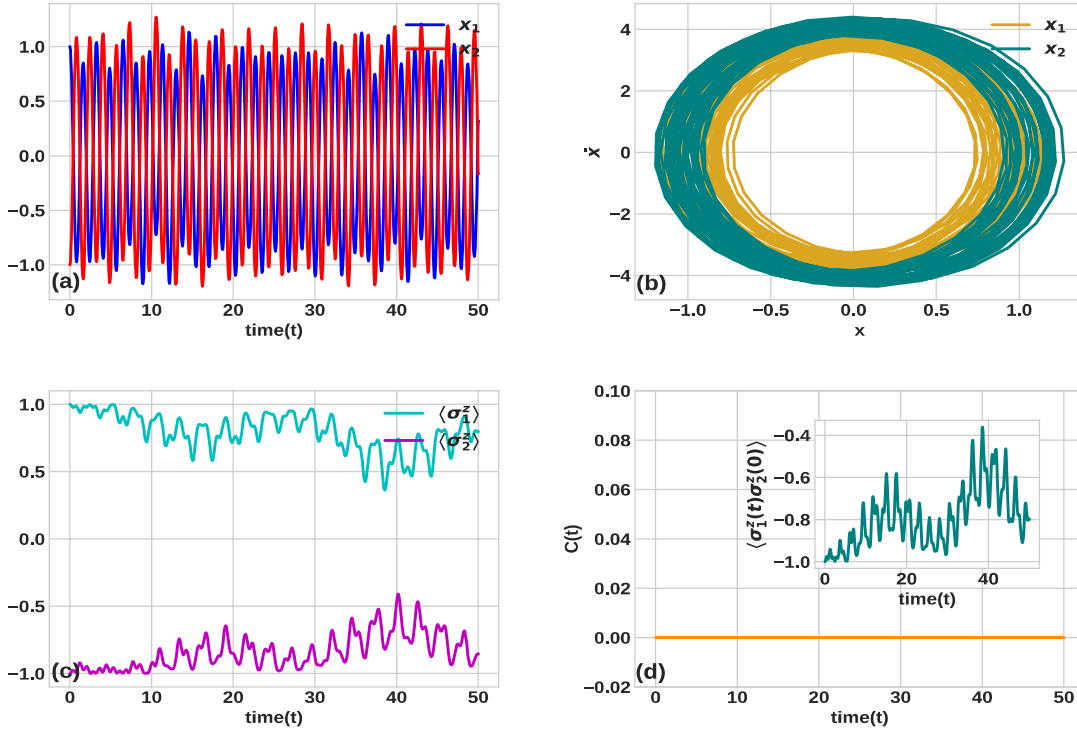 1.0
0.5
0.0
−0.5
−1.0
x₁
x₂
(a)
0 10 20 30 40 50
time(t)
4
2
0
−2
−4
ẋ
x₁
x₂
(b)
−1.0 −0.5 0.0 0.5 1.0
x
1.0
0.5
0.0
−0.5
−1.0
⟨σ₁ᶻ⟩
⟨σ₂ᶻ⟩
(c)
0 10 20 30 40 50
time(t)
0.10
0.08
0.06
0.04
0.02
0.00
−0.02
C(t)
⟨σ₁ᶻ(t)σ₂ᶻ(0)⟩
−0.4
−0.6
−0.8
−1.0
0 20 40
time(t)
(d)
0 10 20 30 40 50
time(t)